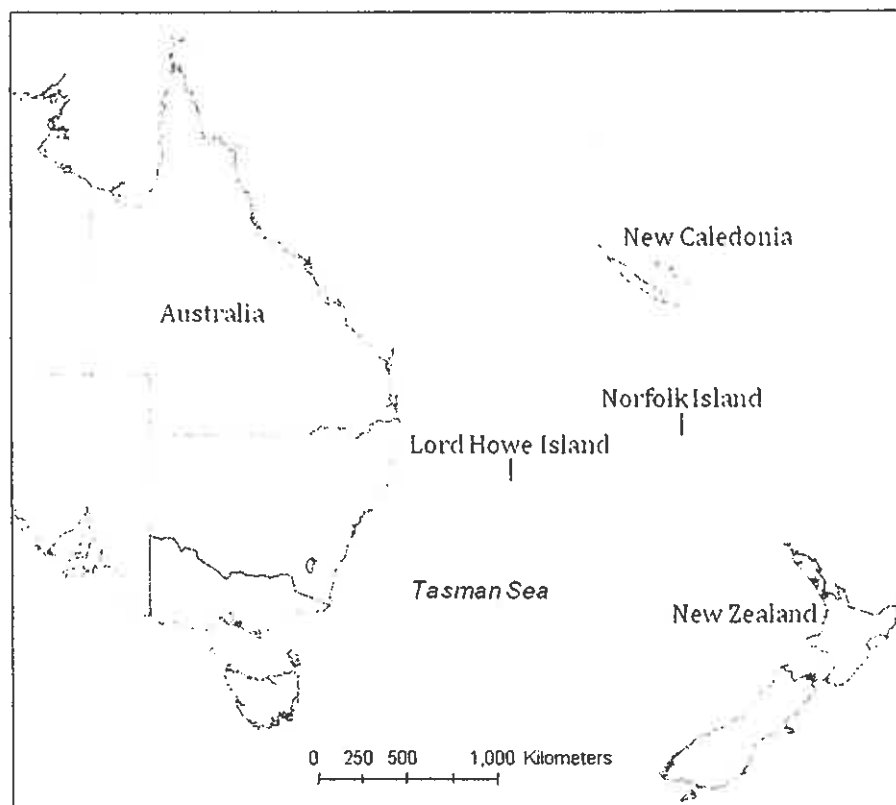 New Caledonia
Australia
Norfolk Island
Lord Howe Island
Tasman Sea
New Zealand
0 250 500 1,000 Kilometers